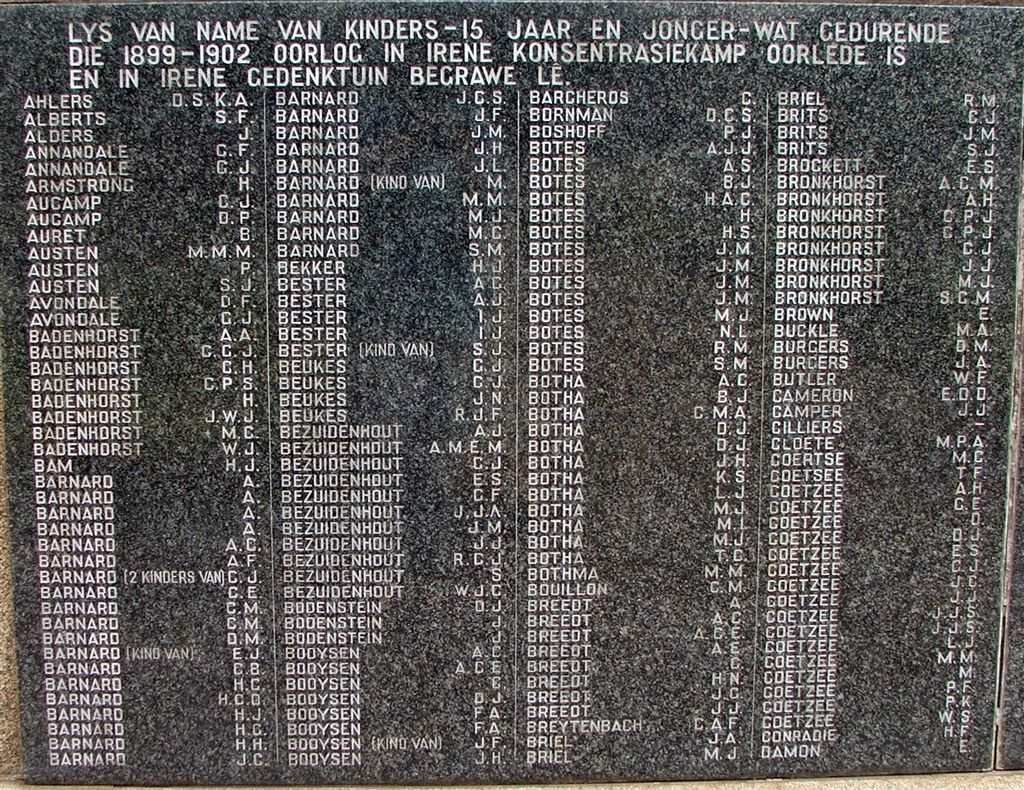 LYS VAN NAME VAN KINDERS-15 JAAR EN JONGER-WAT GEDURENDE
DIE 1899-1902 OORLOG IN IRENE KONSENTRASIEKAMP OORLEDE IS
EN IN IRENE GEDENKTUIN BEGRAWE LÊ.
AHLERS D.S.K.A.
ALBERTS S.F.
ALDERS J.
ANNANDALE C.F.
ANNANDALE C.J.
ARMSTRONG H.
AUCAMP C.J.
AUCAMP D.P.
AURET B.
AUSTEN M.M.M.
AUSTEN P.
AUSTEN S.J.
AVONDALE D.F.
AVONDALE C.J.
BADENHORST A.A.
BADENHORST C.C.J.
BADENHORST C.H.
BADENHORST C.P.S.
BADENHORST H.
BADENHORST J.W.J.
BADENHORST M.C.
BADENHORST W.J.
BAM H.J.
BARNARD A.
BARNARD A.
BARNARD A.
BARNARD A.
BARNARD A.C.
BARNARD A.F.
BARNARD (2 KINDERS VAN) C.J.
BARNARD C.E.
BARNARD C.M.
BARNARD C.M.
BARNARD D.M.
BARNARD (KIND VAN) E.J.
BARNARD C.B.
BARNARD H.C.
BARNARD H.C.D.
BARNARD H.J.
BARNARD H.C.
BARNARD H.H.
BARNARD J.C.
BARNARD J.C.S.
BARNARD J.F.
BARNARD J.M.
BARNARD J.H
BARNARD J.L.
BARNARD (KIND VAN) M.
BARNARD M.M.
BARNARD M.J.
BARNARD M.C
BARNARD S.M.
BEKKER H.J.
BESTER A.C.
BESTER A.J.
BESTER I.J.
BESTER I.J.
BESTER (KIND VAN) S.J.
BEUKES C.J.
BEUKES C.
BEUKES J.N.
BEUKES R.J.F.
BEZUIDENHOUT A.J.
BEZUIDENHOUT A.M.E.M.
BEZUIDENHOUT C.J.
BEZUIDENHOUT E.S.
BEZUIDENHOUT C.F.
BEZUIDENHOUT J.J.A.
BEZUIDENHOUT J.M.
BEZUIDENHOUT J.J.
BEZUIDENHOUT R.C.J.
BEZUIDENHOUT S
BEZUIDENHOUT W.J.C
BODENSTEIN D.J.
BODENSTEIN J
BODENSTEIN J.
BOOYSEN A.C.
BOOYSEN A.C.E
BOOYSEN C
BOOYSEN D.J.
BOOYSEN F.A.
BOOYSEN F.A.
BOOYSEN (KIND VAN) J.F.
BOOYSEN J.H.
BARCHERDS C.
BORNMAN D.C.S.
BOSHOFF P.J.
BOTES A.J.J.
BOTES A.S.
BOTES B.J.
BOTES H.A.C.
BOTES H
BOTES H.S.
BOTES J.M.
BOTES J.M.
BOTES J.M.
BOTES J.M.
BOTES M.J
BOTES N.L.
BOTES R.M
BOTES S.M
BOTHA A.C
BOTHA B.J
BOTHA C.M.A.
BOTHA D.J.
BOTHA D.J.
BOTHA J.H.
BOTHA K.S.
BOTHA L.J
BOTHA M.J.
BOTHA M.L.
BOTHA M.J.
BOTHA T.C.
BOTHMA M.M.
BOUILLON C.M.
BREEDT A
BREEDT A.C
BREEDT A.C.E.
BREEDT A.E
BREEDT C.
BREEDT H.N.
BREEDT J.C.
BREEDT J.J.
BREYTENBACH C.A.F
BRIEL J.A.
BRIEL M.J
BRIEL R.M.
BRITS C.J.
BRITS J.M.
BRITS S.J.
BROCKETT E.S
BRONKHORST A.C.M.
BRONKHORST A.H
BRONKHORST C.P.J
BRONKHORST C.P.J
BRONKHORST C.J
BRONKHORST J.J.
BRONKHORST M.J.
BRONKHORST S.C.M.
BROWN E
BUCKLE M.A.
BURGERS D.M.
BURGERS J.A.
BUTLER W.F
CAMERON E.D.D.
CAMPER J.J
CILLIERS -
CLOETE M.P.A.
COERTSE M.C
COETSEE T.F
COETZEE A.H.
COETZEE C.E
COETZEE D.
COETZEE D.J.
COETZEE E.S
COETZEE C.J.
COETZEE J.C.
COETZEE J.
COETZEE J.J.S.
COETZEE J.J.S
COETZEE L.J
COETZEE M.M
COETZEE M
COETZEE P.F
COETZEE P.K
COETZEE W.S
CONRADIE H.F
DAMON E.